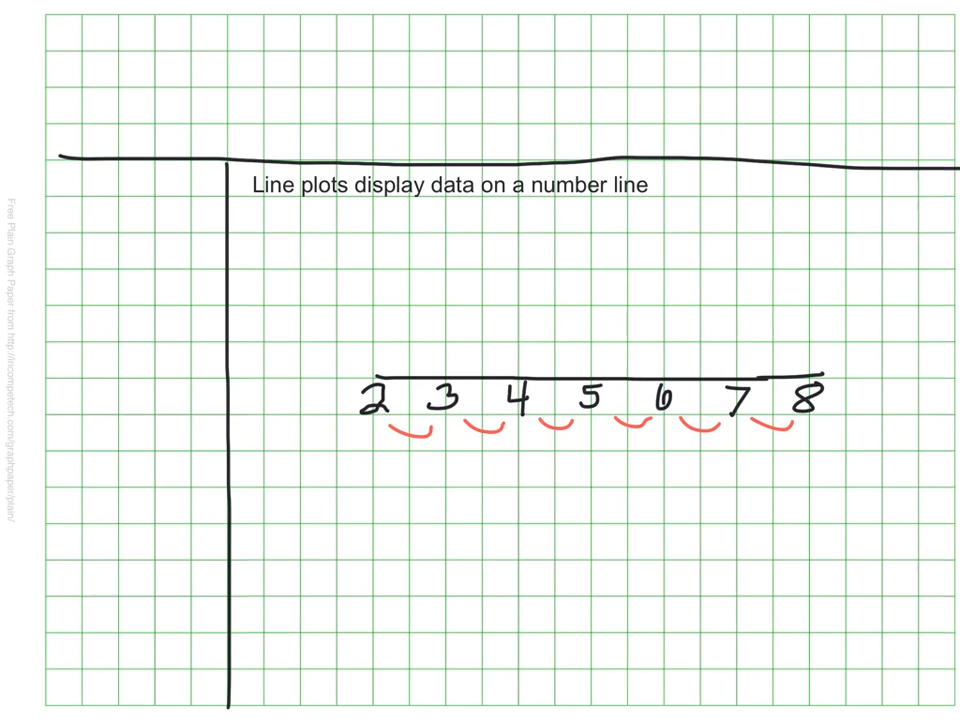 Line plots display data on a number line
2 3 4 5 6 7 8
Free Plain Graph Paper from http://incompetech.com/graphpaper/plain/